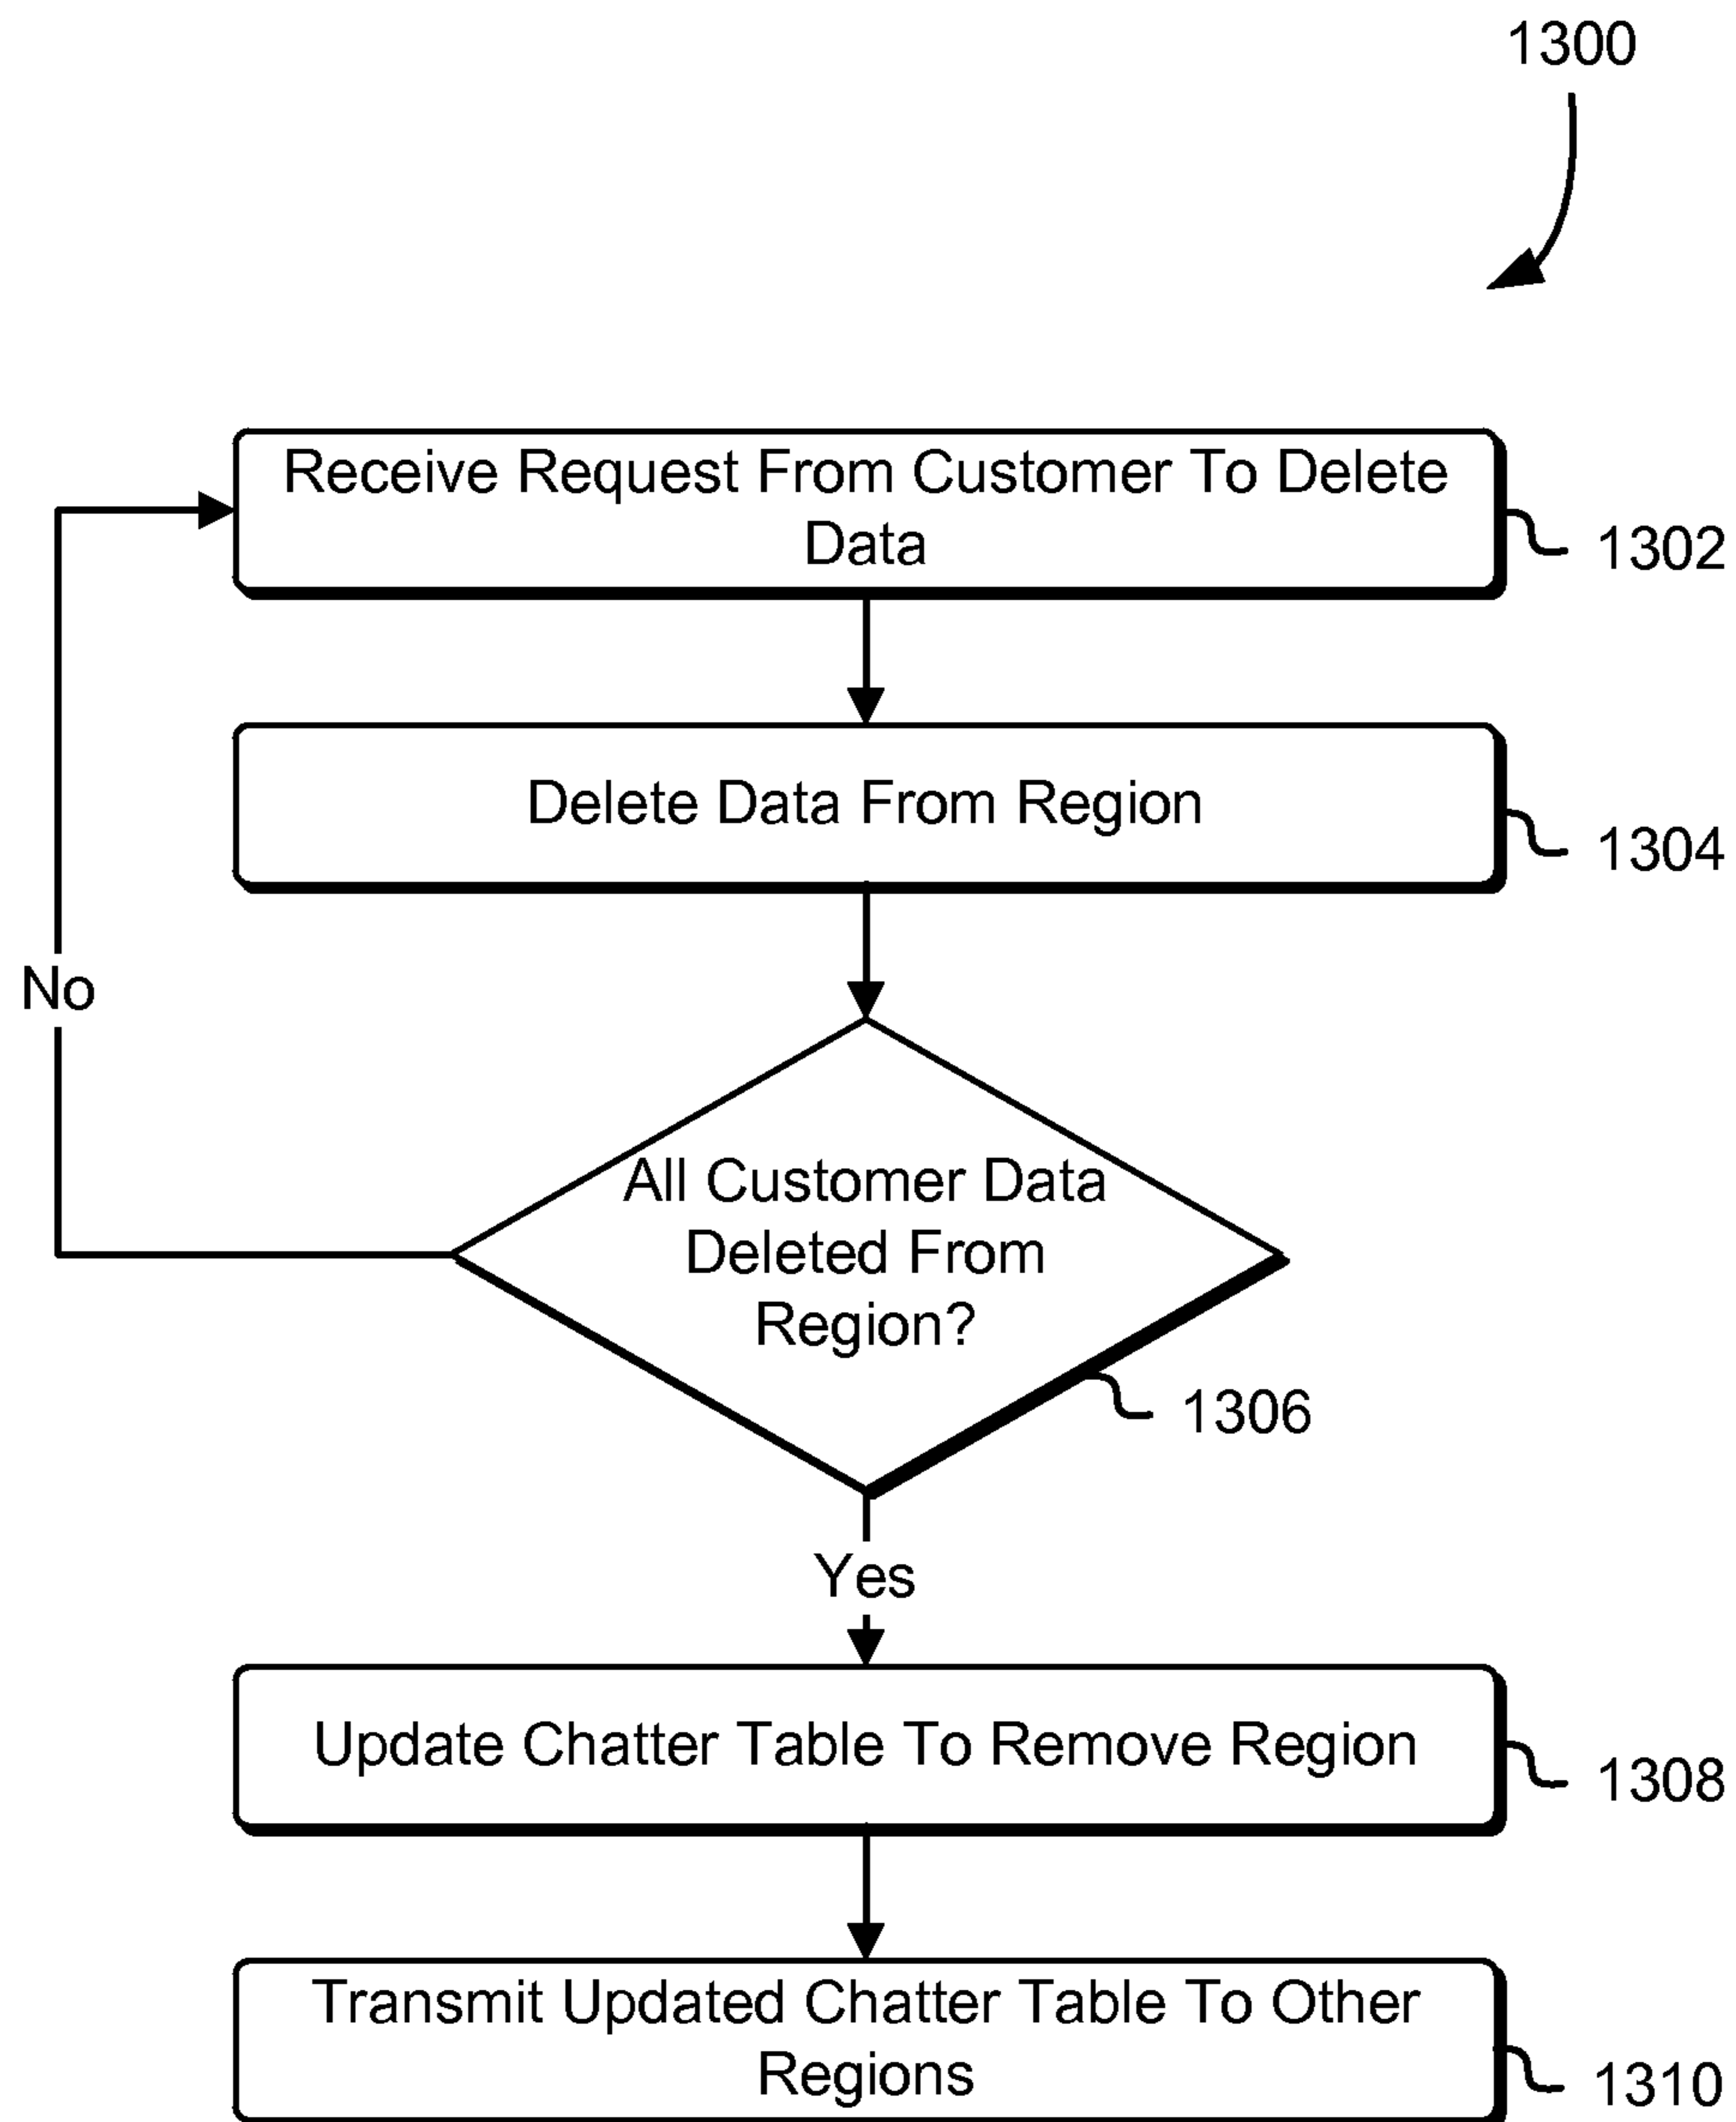 1300
Receive Request From Customer To Delete
Data
1302
Delete Data From Region
1304
No
All Customer Data
Deleted From
Region?
1306
Yes
Update Chatter Table To Remove Region
1308
Transmit Updated Chatter Table To Other
Regions
1310